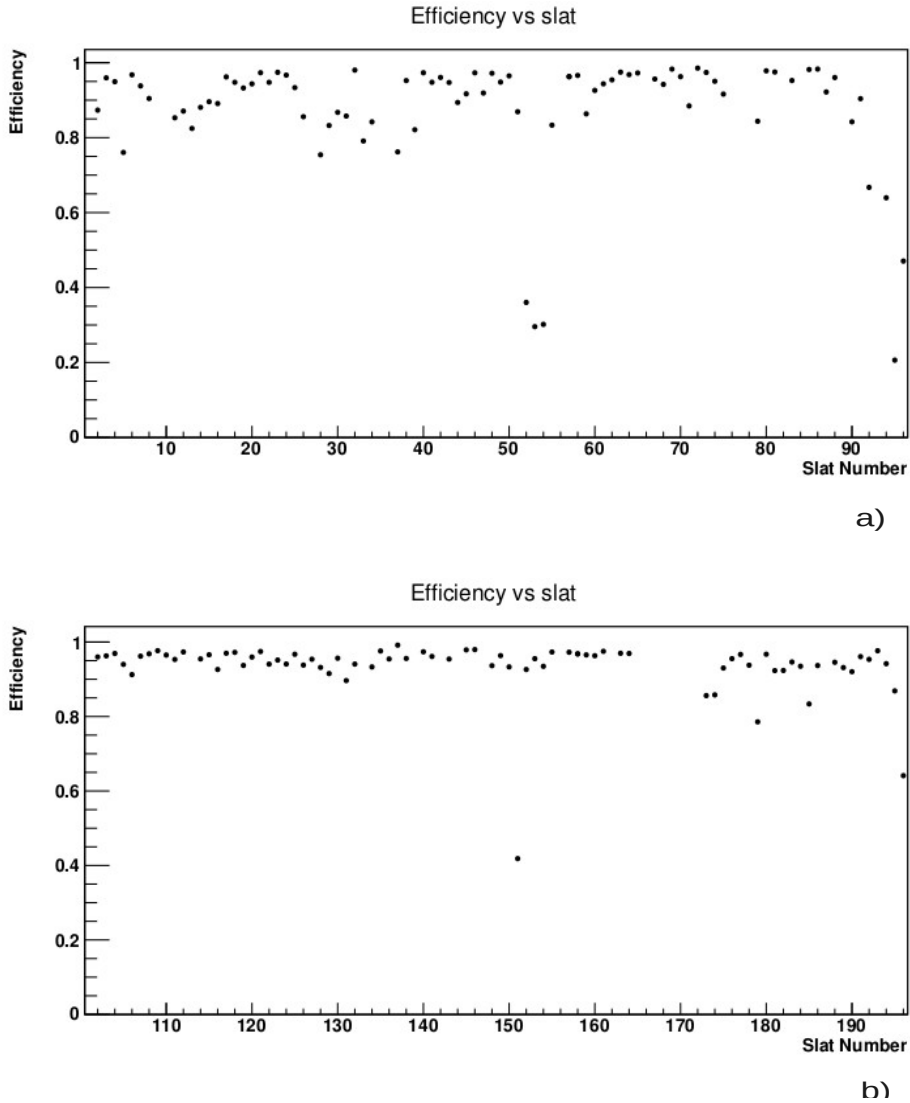 Efficiency vs slat
Efficiency
1
0.8
0.6
0.4
0.2
0
10 20 30 40 50 60 70 80 90
Slat Number
a)
Efficiency vs slat
Efficiency
1
0.8
0.6
0.4
0.2
0
110 120 130 140 150 160 170 180 190
Slat Number
b)